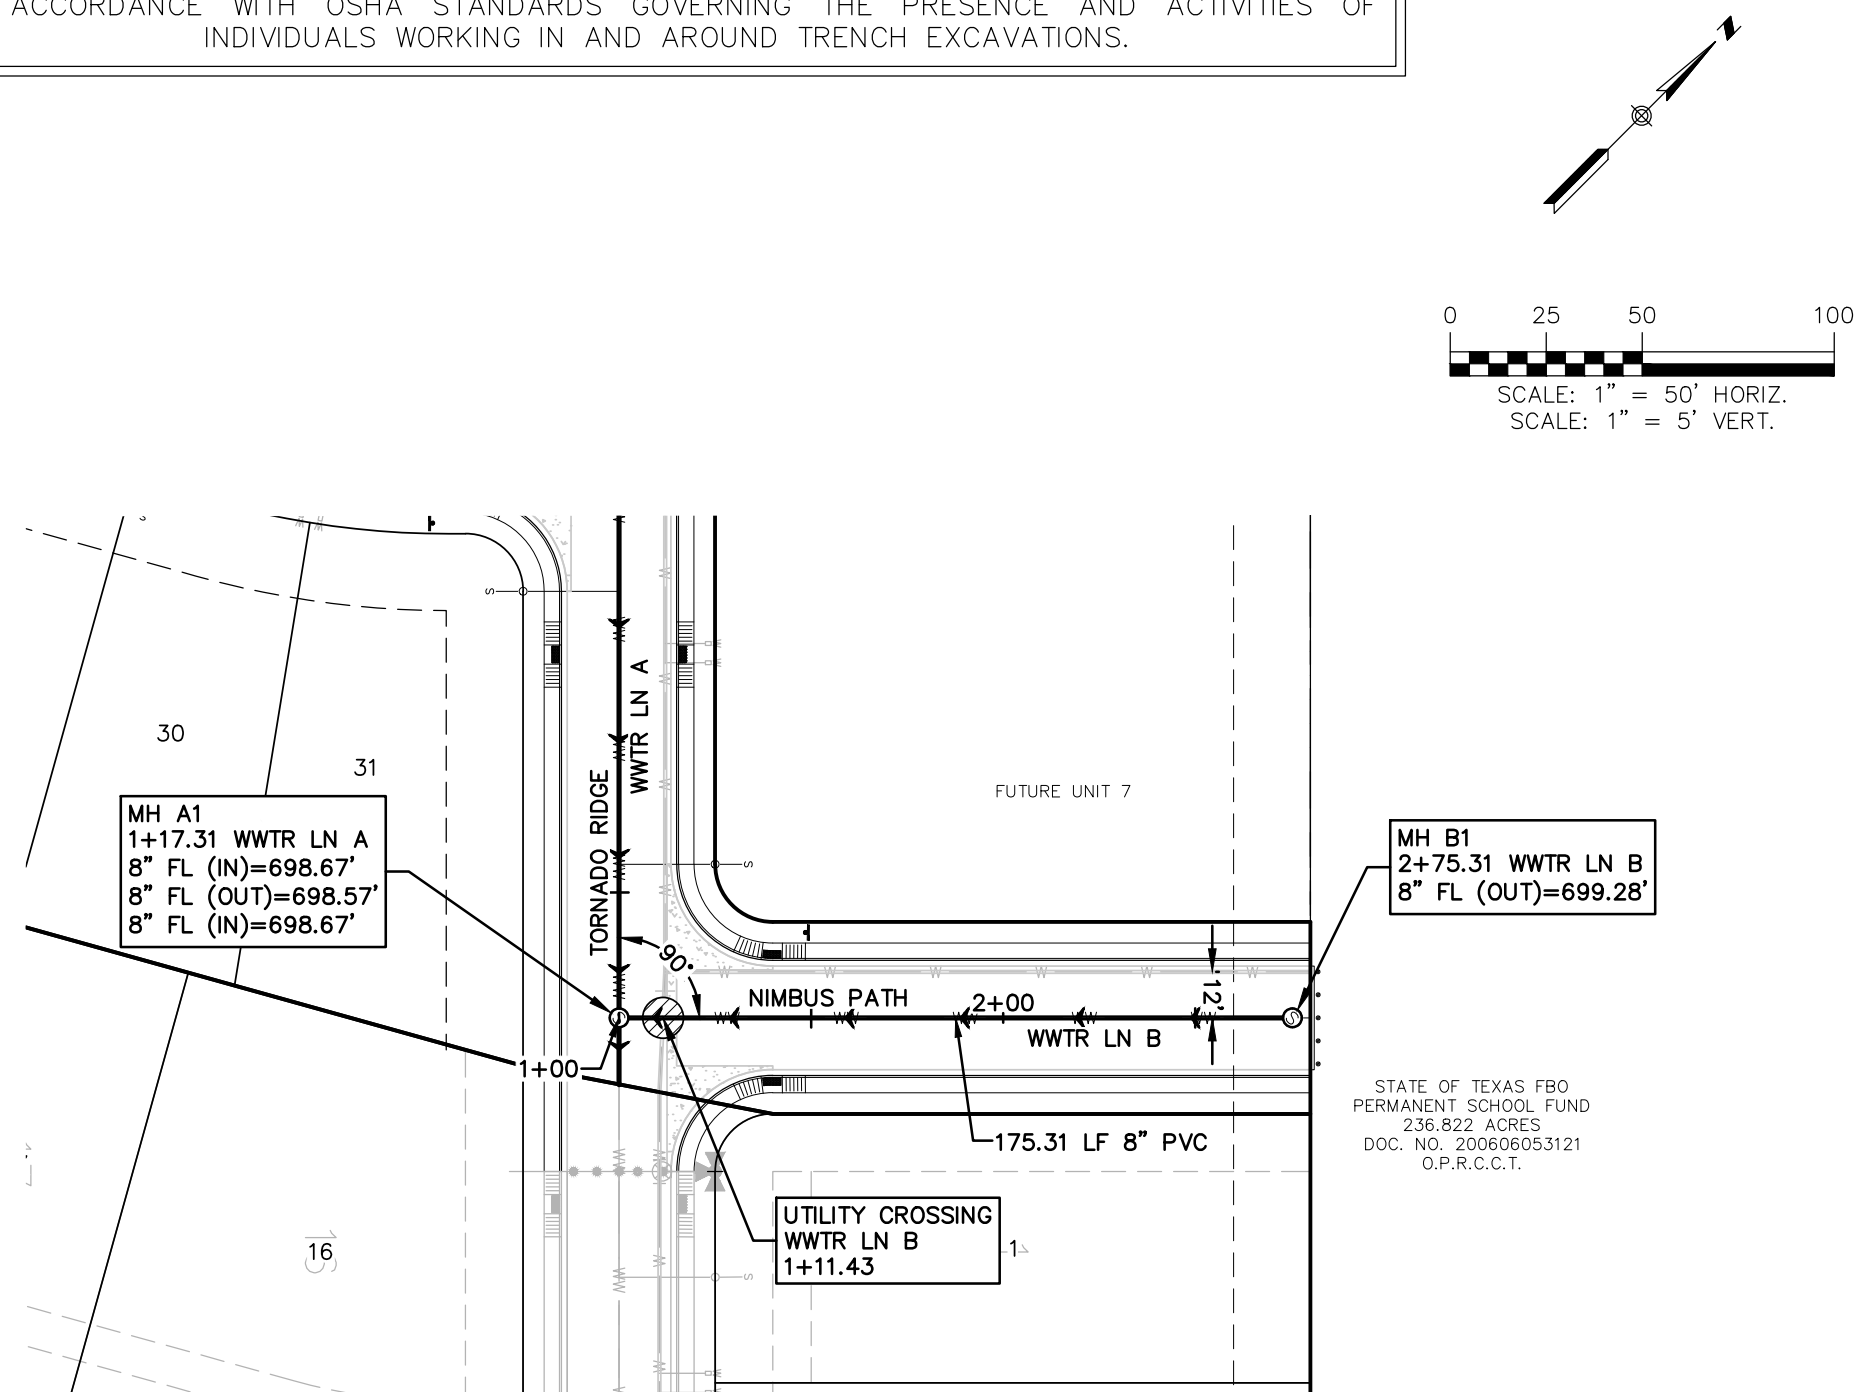 ACCORDANCE WITH OSHA STANDARDS GOVERNING THE PRESENCE AND ACTIVITIES OF
INDIVIDUALS WORKING IN AND AROUND TRENCH EXCAVATIONS.
N
0 25 50 100
SCALE: 1" = 50' HORIZ.
SCALE: 1" = 5' VERT.
S
WWTR LN A
TORNADO RIDGE
30
31
FUTURE UNIT 7
MH A1
1+17.31 WWTR LN A
8" FL (IN)=698.67'
8" FL (OUT)=698.57'
8" FL (IN)=698.67'
MH B1
2+75.31 WWTR LN B
8" FL (OUT)=699.28'
S
90°
12'
W W W W W W
NIMBUS PATH
2+00
S
WW WW WW WW WW
S
WWTR LN B
1+00
STATE OF TEXAS FBO
PERMANENT SCHOOL FUND
236.822 ACRES
DOC. NO. 200606053121
O.P.R.C.C.T.
175.31 LF 8" PVC
UTILITY CROSSING
WWTR LN B
1+11.43
16
1
S